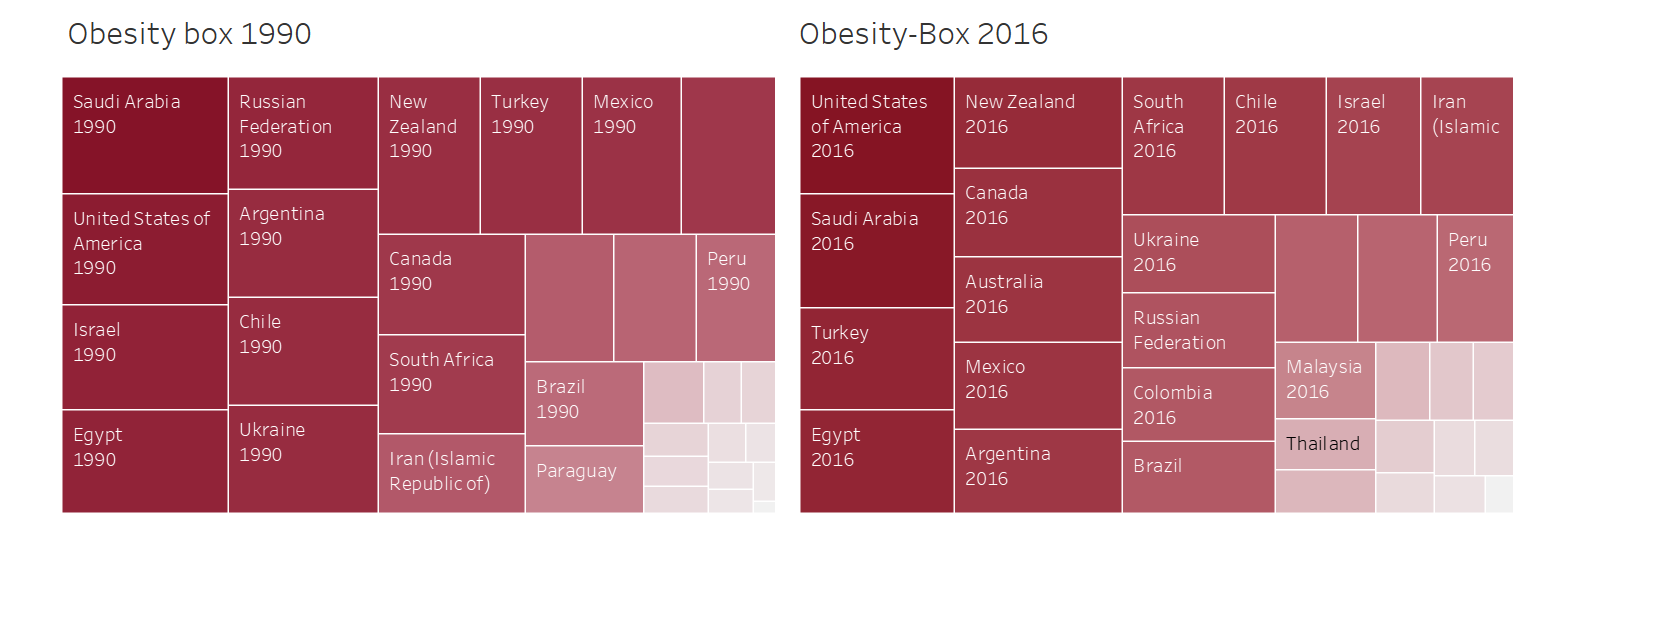 Obesity box 1990
Saudi Arabia
1990
United States of
America
1990
Israel
1990
Egypt
1990
Russian
Federation
1990
Argentina
1990
Chile
1990
Ukraine
1990
New
Zealand
1990
Turkey
1990
Mexico
1990
Canada
1990
South Africa
1990
Iran (Islamic
Republic of)
Peru
1990
Brazil
1990
Paraguay
Obesity-Box 2016
United States
of America
2016
Saudi Arabia
2016
Turkey
2016
Egypt
2016
New Zealand
2016
Canada
2016
Australia
2016
Mexico
2016
Argentina
2016
South
Africa
2016
Chile
2016
Israel
2016
Iran
(Islamic
Ukraine
2016
Russian
Federation
Colombia
2016
Brazil
Peru
2016
Malaysia
2016
Thailand